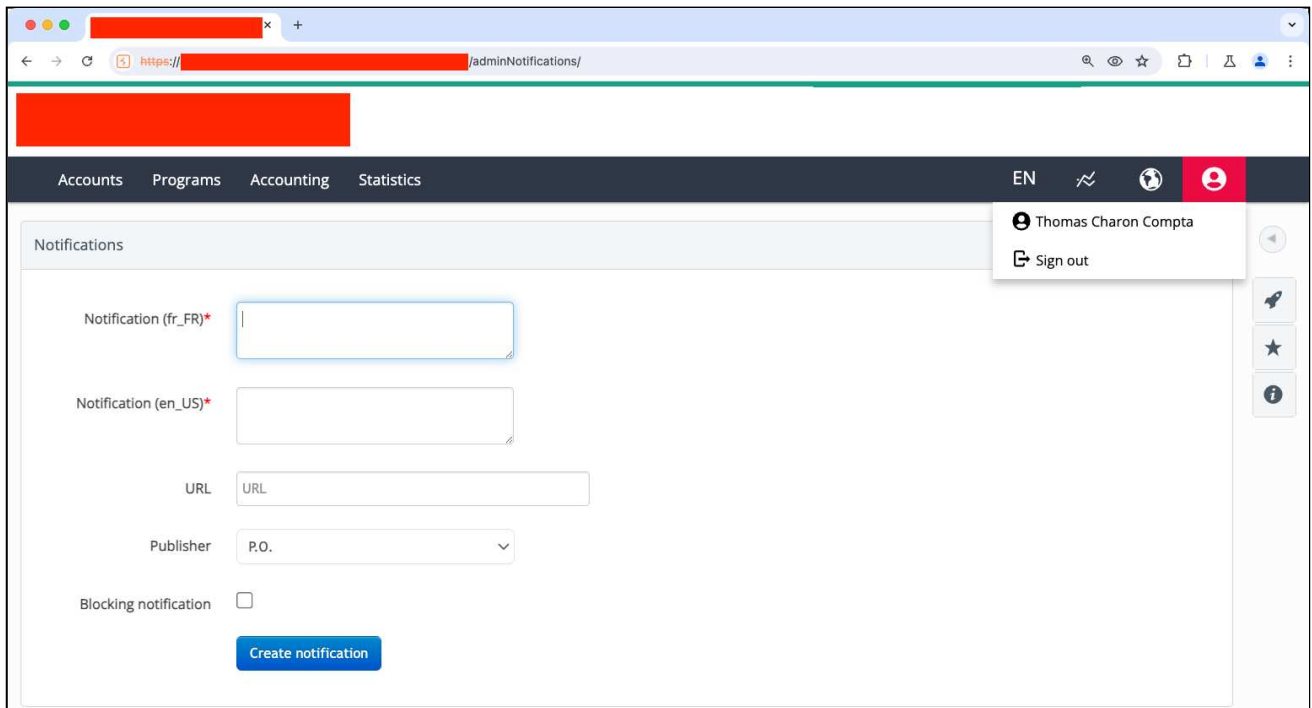 https://
/adminNotifications/
Accounts Programs Accounting Statistics EN
Thomas Charon Compta
Sign out
Notifications
Notification (fr_FR)*
Notification (en_US)*
URL URL
Publisher P.O.
Blocking notification
Create notification